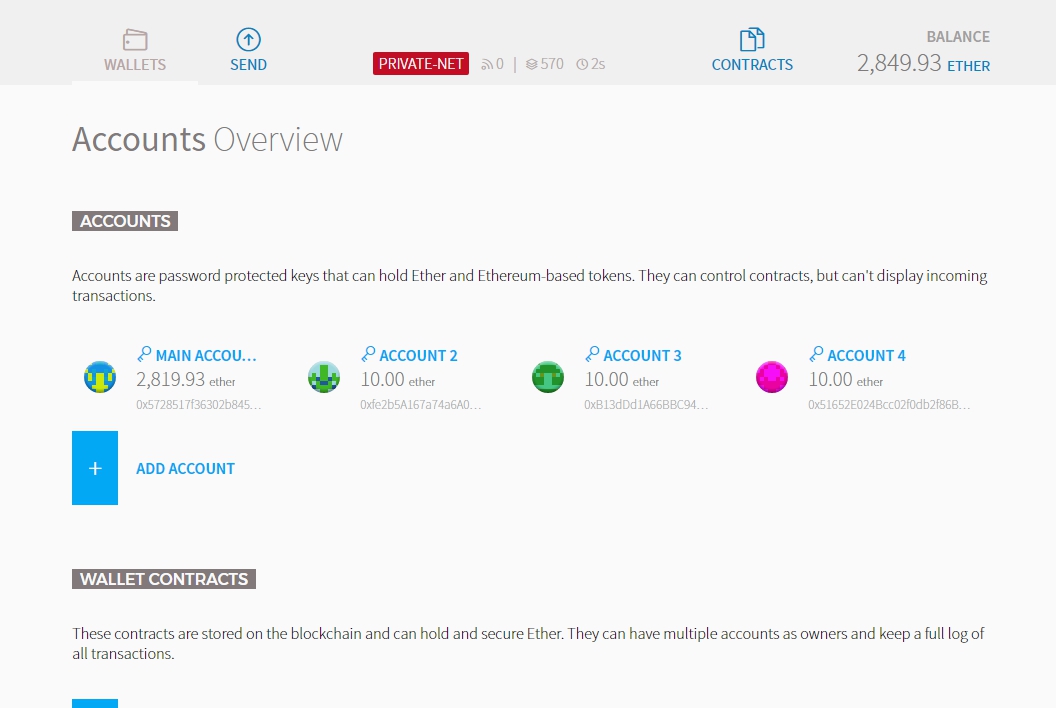 WALLETS
SEND
PRIVATE-NET 0 | 570 2s
CONTRACTS
BALANCE
2,849.93 ETHER
Accounts Overview
ACCOUNTS
Accounts are password protected keys that can hold Ether and Ethereum-based tokens. They can control contracts, but can't display incoming
transactions.
MAIN ACCOU...
2,819.93 ether
0x5728517f36302b845...
ACCOUNT 2
10.00 ether
0xfe2b5A167a74a6A0...
ACCOUNT 3
10.00 ether
0xB13dDd1A66BBC94...
ACCOUNT 4
10.00 ether
0x51652E024Bcc02f0db2f86B...
+ ADD ACCOUNT
WALLET CONTRACTS
These contracts are stored on the blockchain and can hold and secure Ether. They can have multiple accounts as owners and keep a full log of
all transactions.